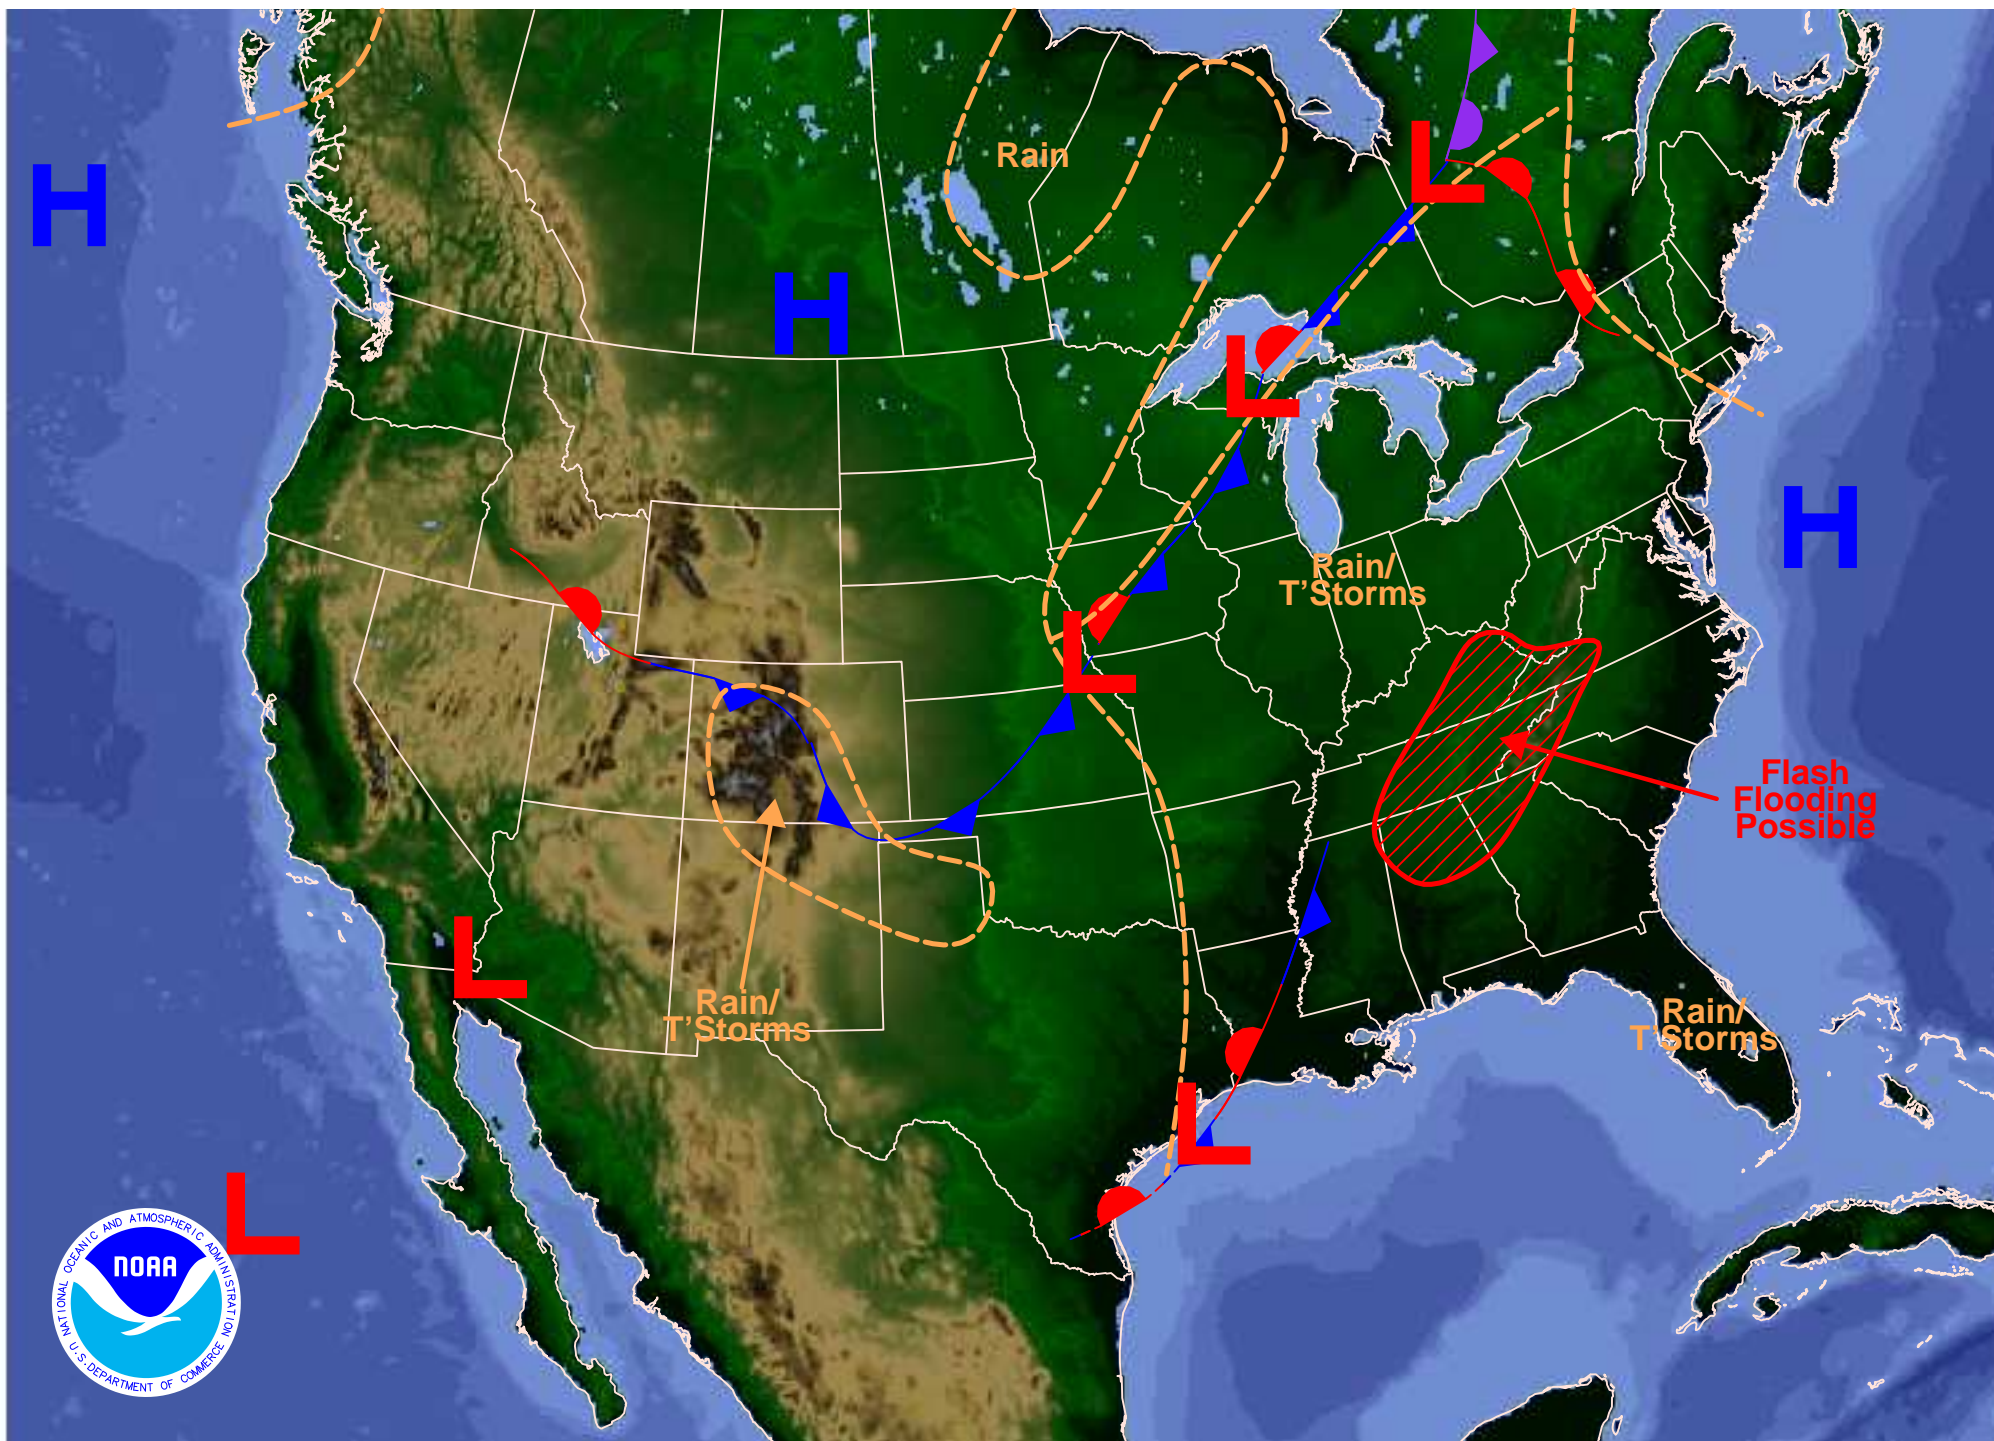 Rain
H
L
H
L
H
Rain/
T'Storms
L
Flash
Flooding
Possible
L
Rain/
T'Storms
Rain/
T'Storms
L
L
NATIONAL OCEANIC AND ATMOSPHERIC ADMINISTRATION
NOAA
U.S. DEPARTMENT OF COMMERCE